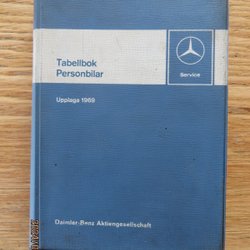 Tabellbok
Personbilar
Service
Upplaga 1969
Daimler-Benz Aktiengesellschaft